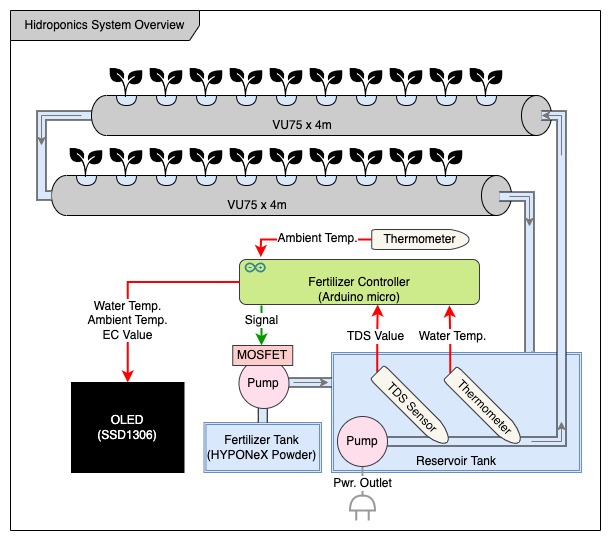 Hidroponics System Overview
VU75 x 4m
VU75 x 4m
Ambient Temp.
Thermometer
Fertilizer Controller
(Arduino micro)
Water Temp.
Ambient Temp.
EC Value
Signal
TDS Value
Water Temp.
MOSFET
Pump
OLED
(SSD1306)
Fertilizer Tank
(HYPONeX Powder)
TDS Sensor
Thermometer
Pump
Reservoir Tank
Pwr. Outlet